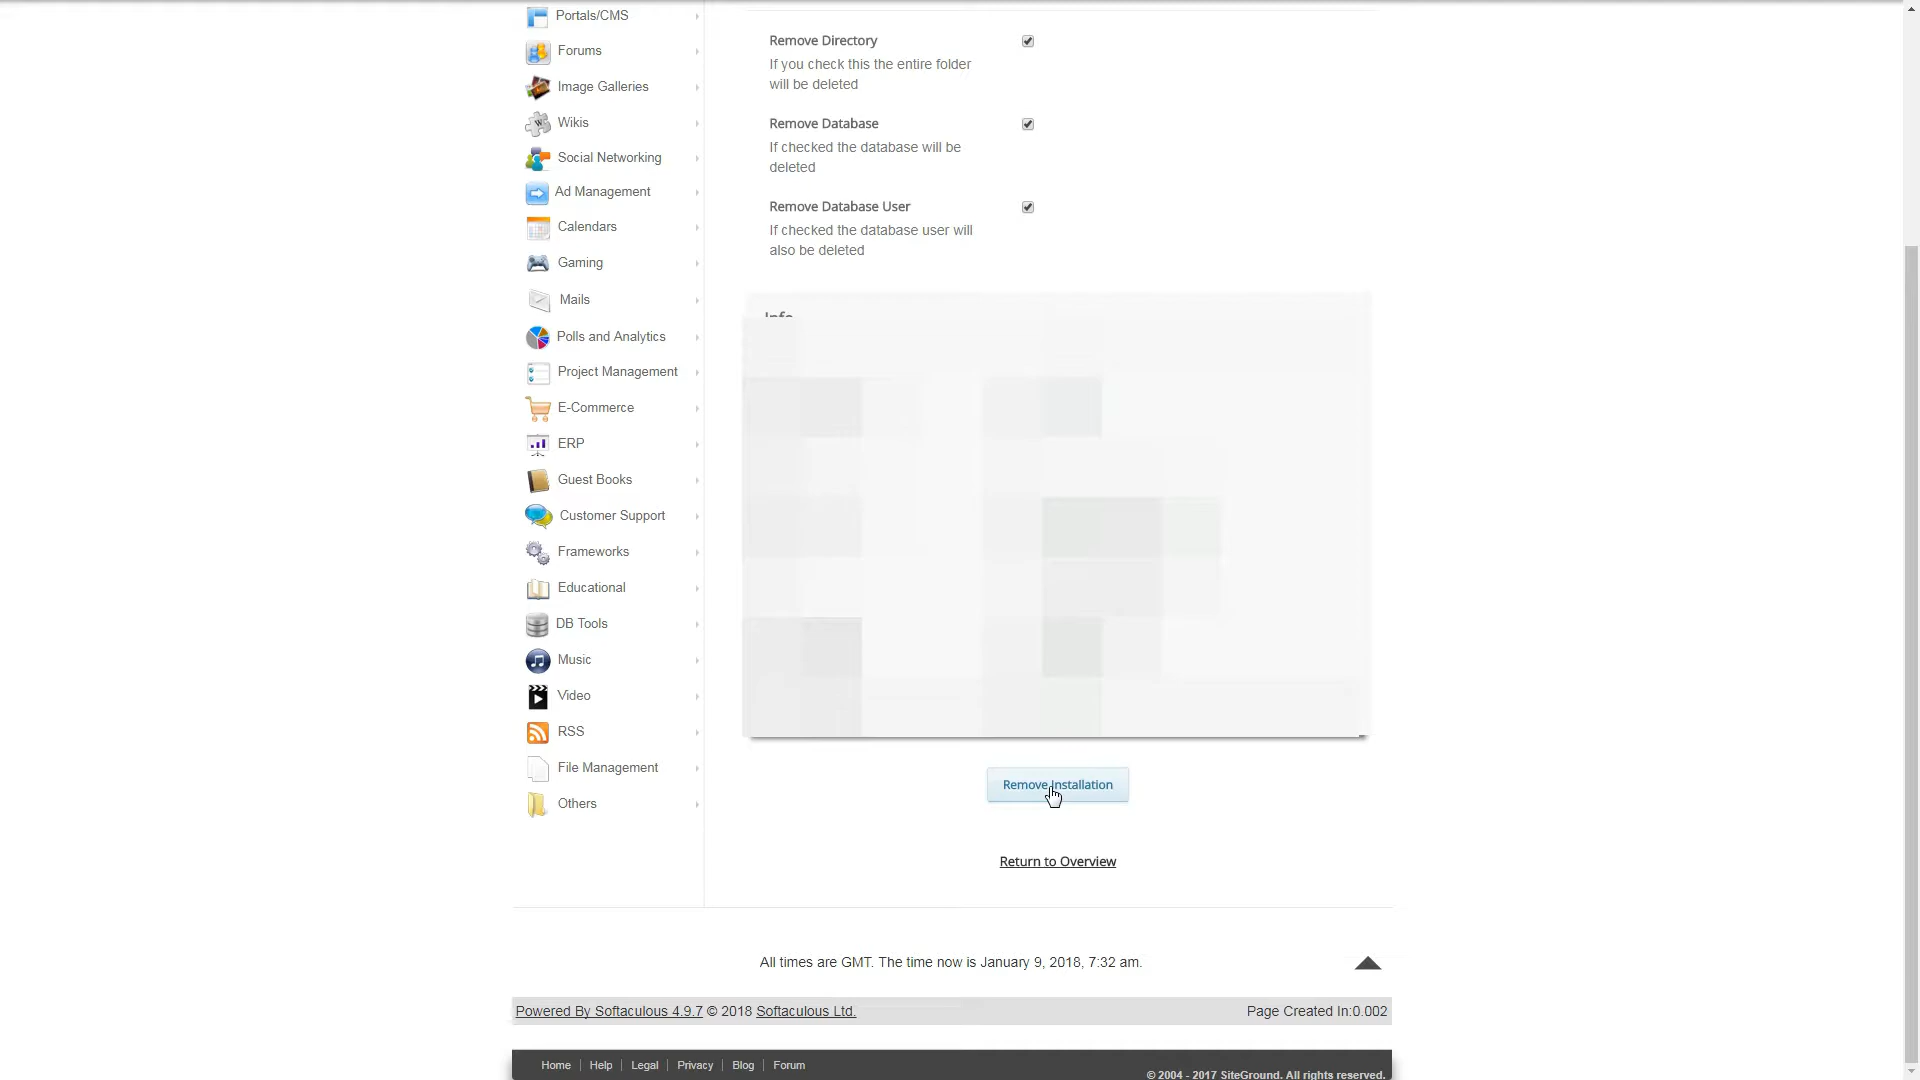 Portals/CMS
Forums
Image Galleries
Wikis
Social Networking
Ad Management
Calendars
Gaming
Mails
Polls and Analytics
Project Management
E-Commerce
ERP
Guest Books
Customer Support
Frameworks
Educational
DB Tools
Music
Video
RSS
File Management
Others
Remove Directory
If you check this the entire folder
will be deleted
Remove Database
If checked the database will be
deleted
Remove Database User
If checked the database user will
also be deleted
Info
Remove Installation
Return to Overview
All times are GMT. The time now is January 9, 2018, 7:32 am.
Powered By Softaculous 4.9.7 © 2018 Softaculous Ltd.
Page Created In:0.002
Home | Help | Legal | Privacy | Blog | Forum
© 2004 - 2017 SiteGround. All rights reserved.